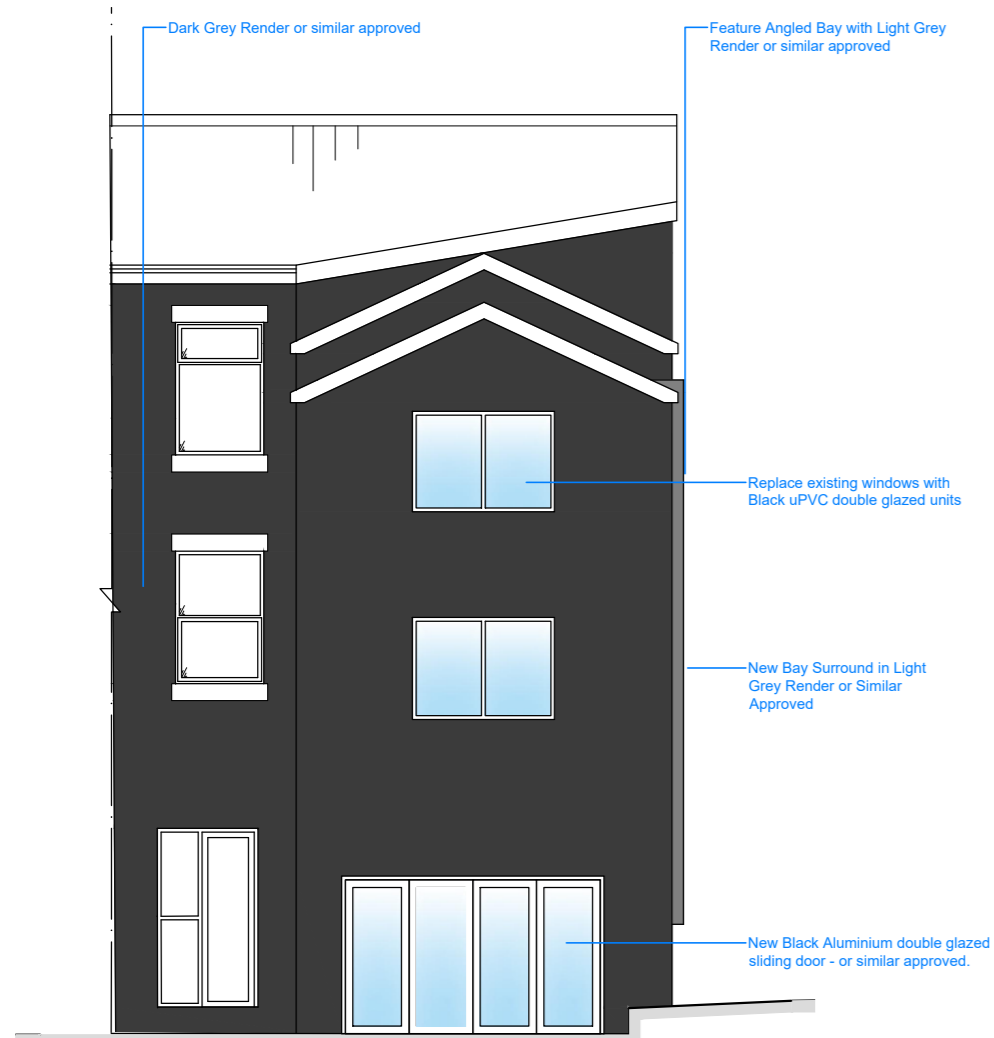 Dark Grey Render or similar approved
Feature Angled Bay with Light Grey
Render or similar approved
Replace existing windows with
Black uPVC double glazed units
New Bay Surround in Light
Grey Render or Similar
Approved
New Black Aluminium double glazed
sliding door - or similar approved.